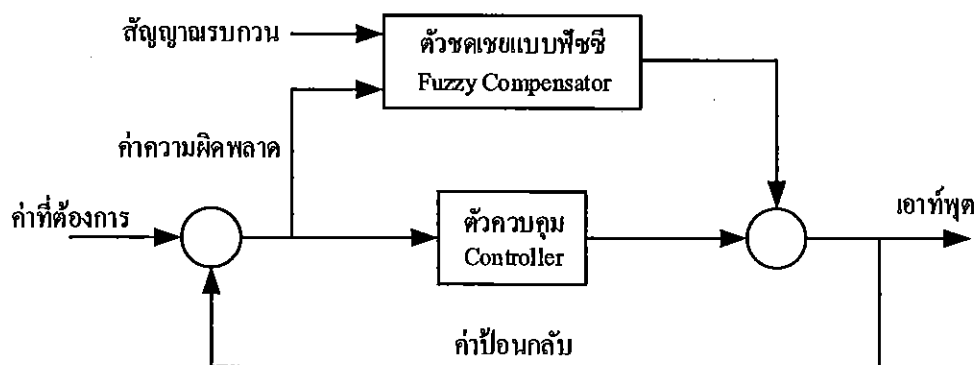 สัญญาณรบกวน
ตัวชดเชยแบบฟัซซี
Fuzzy Compensator
ค่าความผิดพลาด
ค่าที่ต้องการ
ตัวควบคุม
Controller
เอาท์พุต
ค่าป้อนกลับ